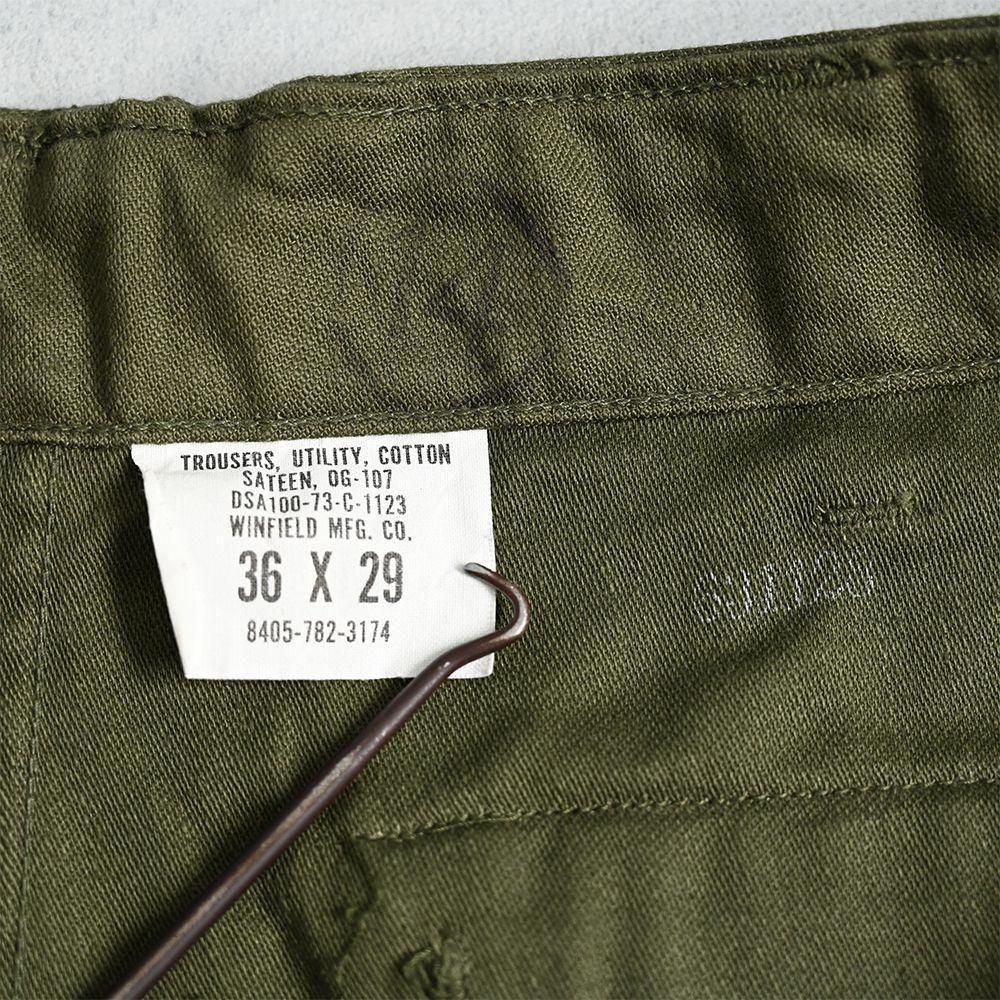 TROUSERS, UTILITY, COTTON
SATEEN, OG-107
DSA100-73-C-1123
WINFIELD MFG. CO.
36 X 29
8405-782-3174